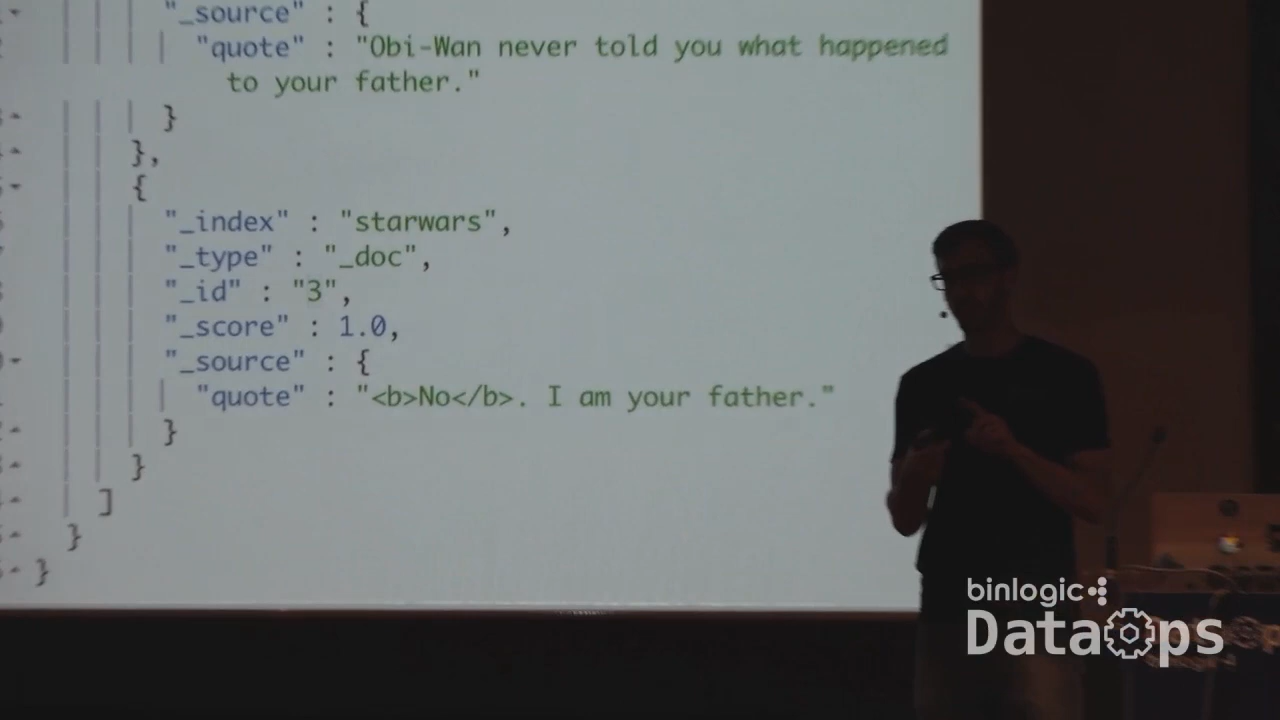 "_source" : {
"quote" : "Obi-Wan never told you what happened
to your father."
}
},
{
"_index" : "starwars",
"_type" : "_doc",
"_id" : "3",
"_score" : 1.0,
"_source" : {
"quote" : "<b>No</b>. I am your father."
}
}
]
}
}
binlogic
DataOps